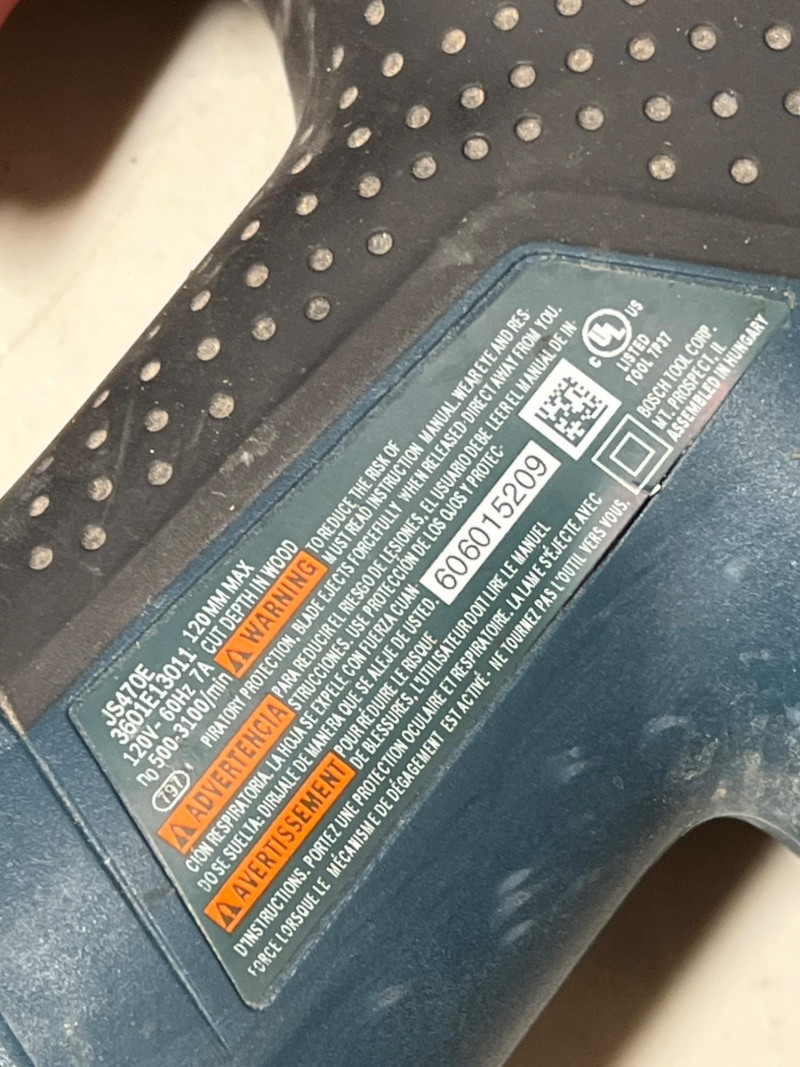 JS470E
3601E13011 120MM MAX
120V~ 60Hz 7A CUT DEPTH IN WOOD
n0 500-3100/min
T97
WARNING TO REDUCE THE RISK OF
MUST READ INSTRUCTION MANUAL. WEAR EYE AND RES-
PIRATORY PROTECTION. BLADE EJECTS FORCEFULLY WHEN RELEASED-DIRECT AWAY FROM YOU.
ADVERTENCIA PARA REDUCIR EL RIESGO DE LESIONES, EL USUARIO DEBE LEER EL MANUAL DE IN-
STRUCCIONES. USE PROTECCIÓN DE LOS OJOS Y PROTEC-
CIÓN RESPIRATORIA. LA HOJA SE EXPELE CON FUERZA CUAN-
DO SE SUELTA: DIRIJALE DE MANERA QUE SE ALEJE DE USTED.
AVERTISSEMENT POUR RÉDUIRE LE RISQUE
DE BLESSURES, L'UTILISATEUR DOIT LIRE LE MANUEL
D'INSTRUCTIONS. PORTEZ UNE PROTECTION OCULAIRE ET RESPIRATOIRE. LA LAME S'ÉJECTE AVEC
FORCE LORSQUE LE MÉCANISME DE DÉGAGEMENT EST ACTIVÉ- NE TOURNEZ PAS L'OUTIL VERS VOUS.
606015209
c UL US
LISTED
TOOL 7P37
BOSCH TOOL CORP.
MT. PROSPECT, IL
ASSEMBLED IN HUNGARY